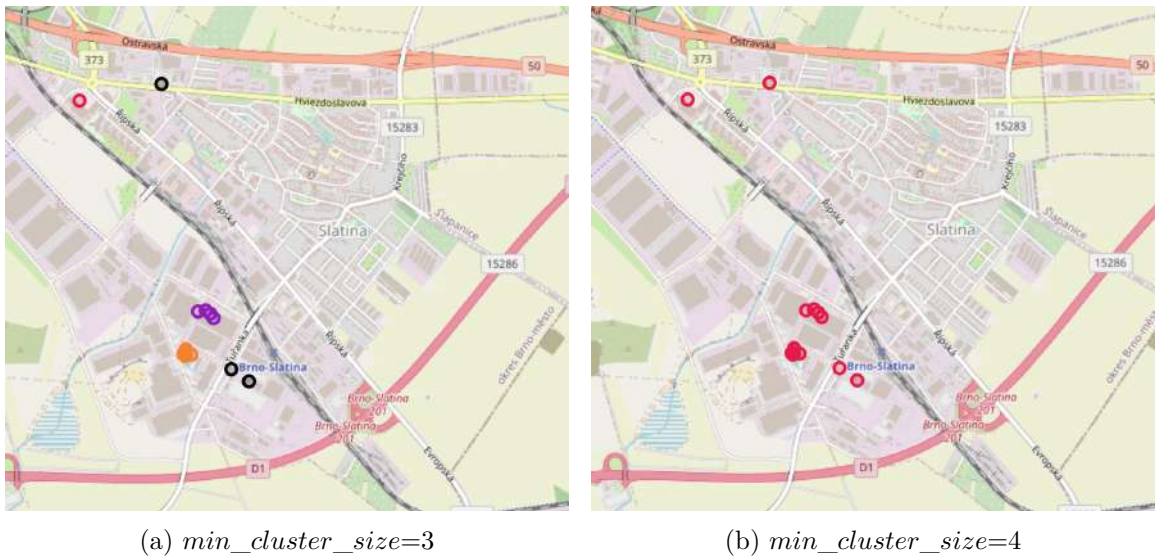 Ostravská
373
50
Hviezdoslavova
Řípská
15283
Krejčího
Řípská
Slatina
Šlapanice
15286
Tuřanka
Řípská
Brno-Slatina
okres Brno-město
Brno-Slatina
201
Brno-Slatina
201
Evropská
D1
Ostravská
373
50
Hviezdoslavova
Řípská
15283
Krejčího
Řípská
Slatina
Šlapanice
15286
Tuřanka
Řípská
Brno-Slatina
okres Brno-město
Brno-Slatina
201
Brno-Slatina
201
Evropská
D1
(a) min_cluster_size=3
(b) min_cluster_size=4